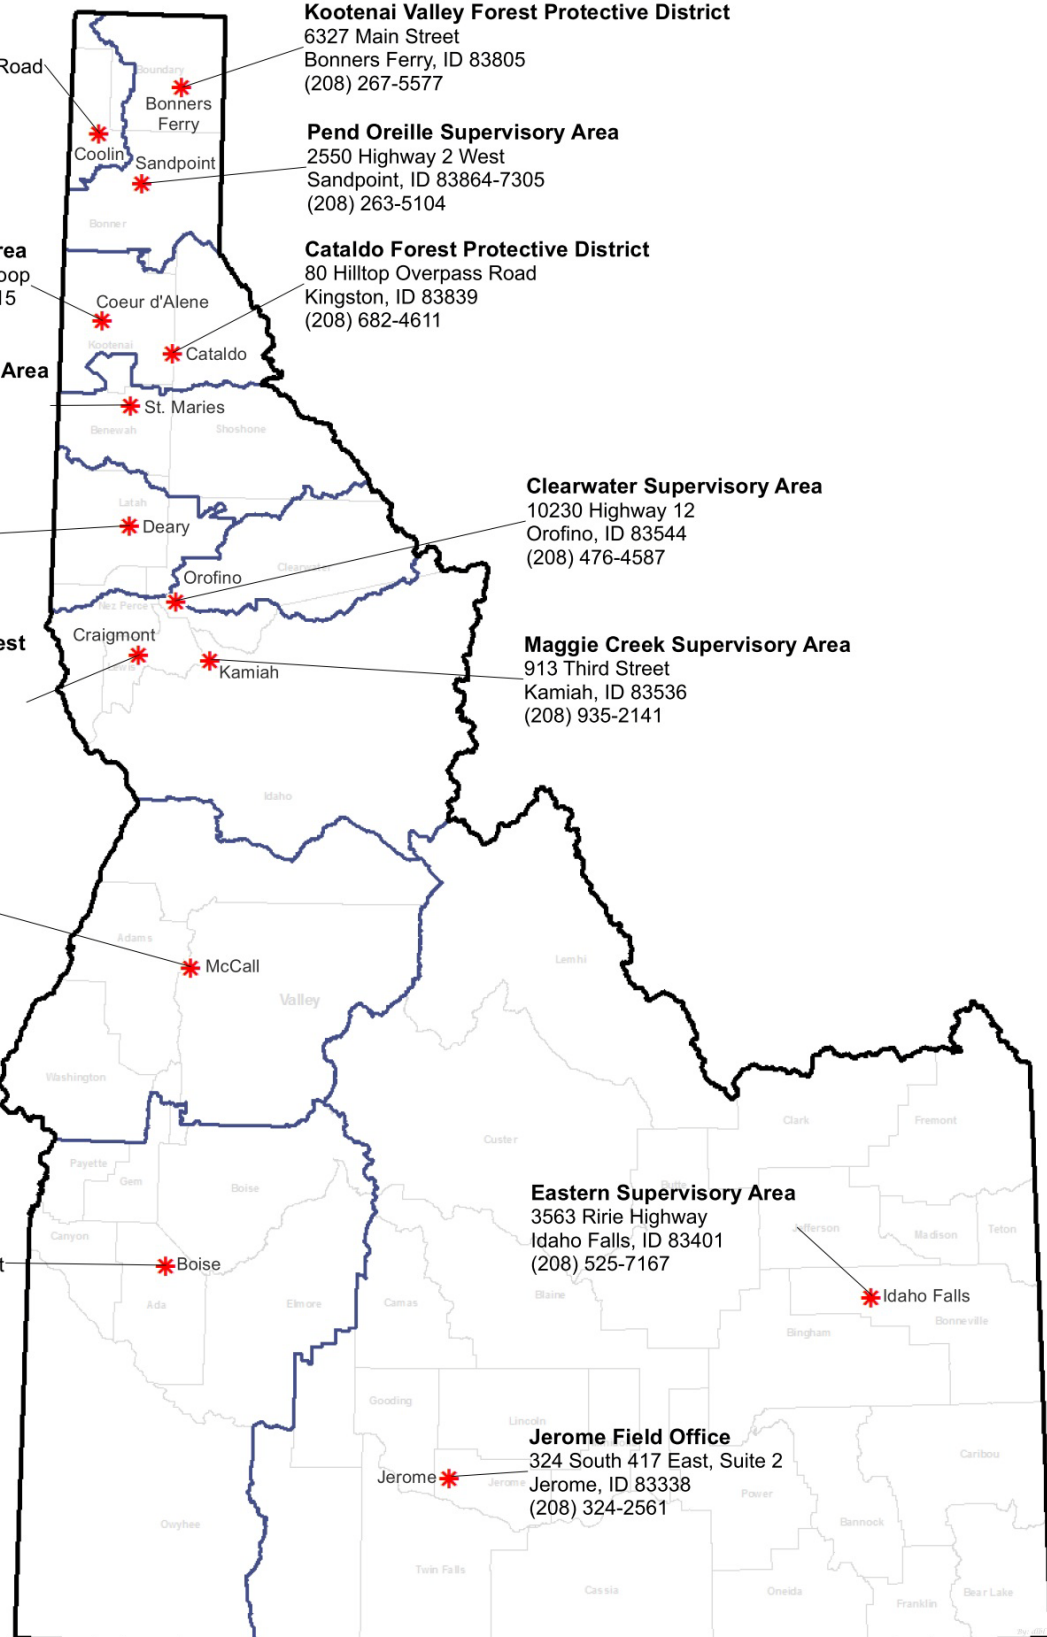 Kootenai Valley Forest Protective District
6327 Main Street
Bonners Ferry, ID 83805
(208) 267-5577
Road
Boundary
Bonners
Ferry
Coolin
Sandpoint
Pend Oreille Supervisory Area
2550 Highway 2 West
Sandpoint, ID 83864-7305
(208) 263-5104
Bonner
rea
oop
15
Cataldo Forest Protective District
80 Hilltop Overpass Road
Kingston, ID 83839
(208) 682-4611
Coeur d'Alene
Kootenai
Cataldo
Area
St. Maries
Benewah
Shoshone
Latah
Deary
Clearwater Supervisory Area
10230 Highway 12
Orofino, ID 83544
(208) 476-4587
Clearwater
Orofino
Nez Perce
est
Craigmont
Lewis
Kamiah
Maggie Creek Supervisory Area
913 Third Street
Kamiah, ID 83536
(208) 935-2141
Idaho
Adams
McCall
Valley
Lemhi
Washington
Custer
Clark
Fremont
Payette
Gem
Boise
Butte
Eastern Supervisory Area
3563 Ririe Highway
Idaho Falls, ID 83401
(208) 525-7167
Jefferson
Madison
Teton
Canyon
t
Boise
Ada
Elmore
Camas
Blaine
Idaho Falls
Bonneville
Bingham
Gooding
Lincoln
Jerome Field Office
324 South 417 East, Suite 2
Jerome, ID 83338
(208) 324-2561
Jerome
Jerome
Caribou
Power
Bannock
Owyhee
Twin Falls
Cassia
Oneida
Franklin
Bear Lake